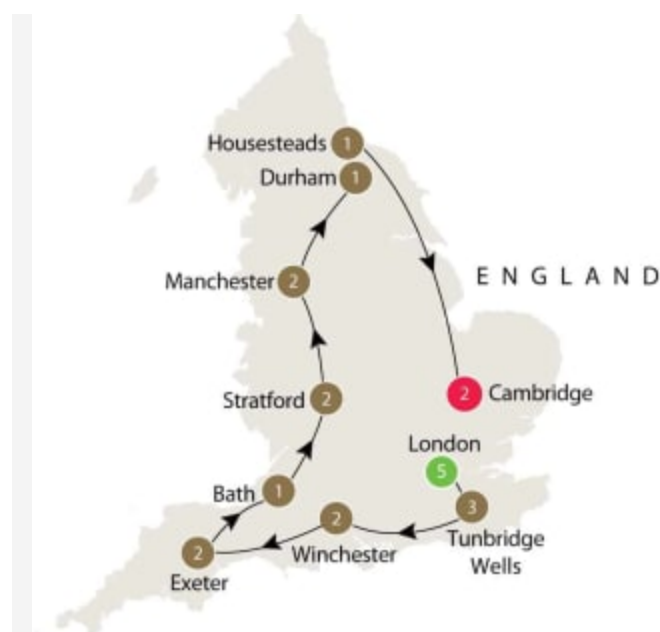 Housesteads 1
Durham 1
Manchester 2
ENGLAND
Stratford 2
2 Cambridge
London
5
Bath 1
3
Tunbridge
Wells
2
Winchester
2
Exeter